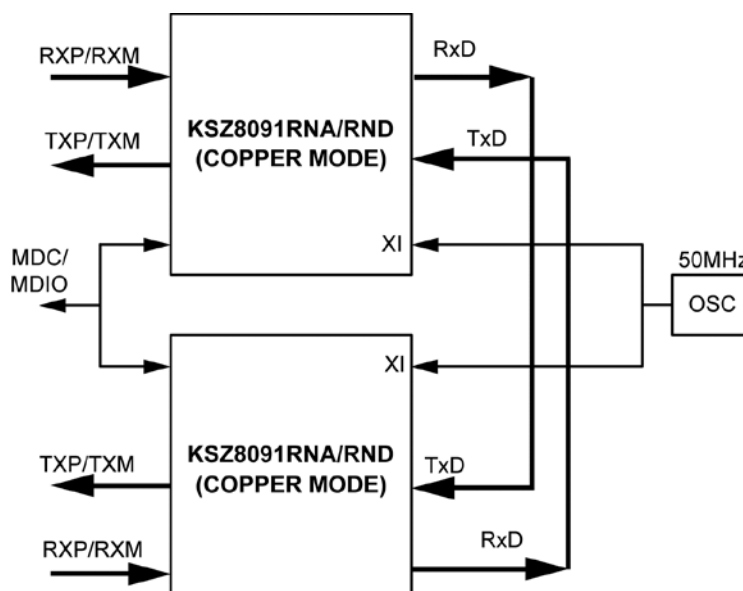 RXP/RXM
RxD
KSZ8091RNA/RND
(COPPER MODE)
TXP/TXM
TxD
XI
MDC/
MDIO
50MHz
OSC
XI
KSZ8091RNA/RND
(COPPER MODE)
TXP/TXM
TxD
RXP/RXM
RxD